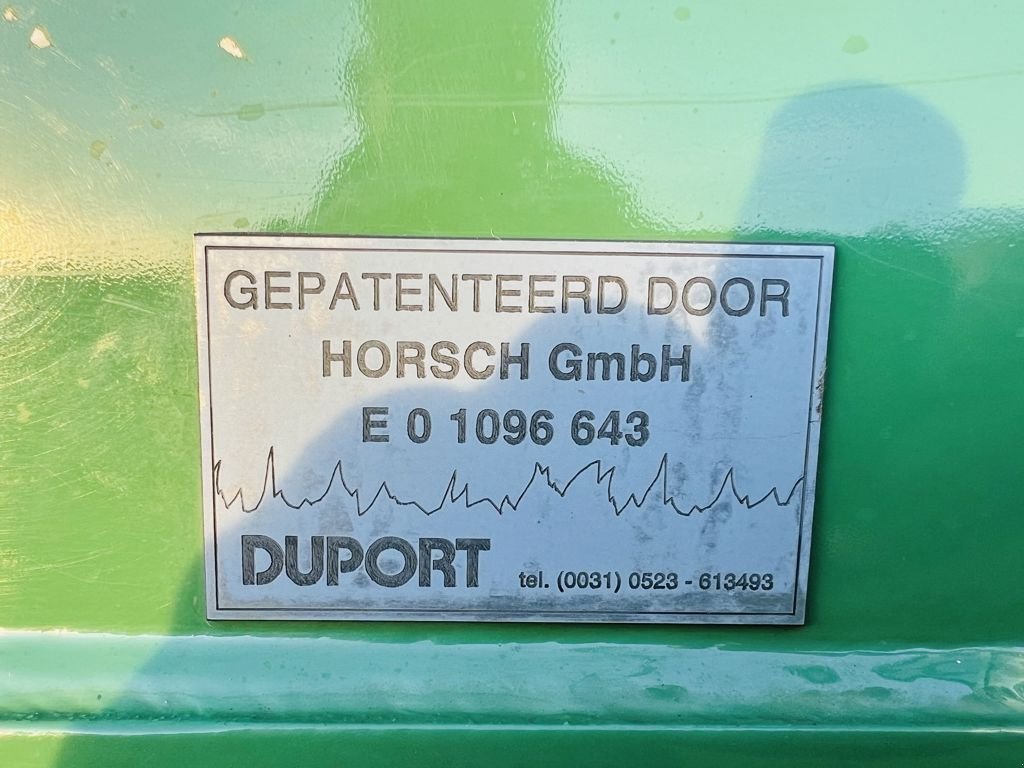 GEPATENTEERD DOOR
HORSCH GmbH
E 0 1096 643
DUPORT tel. (0031) 0523 - 613493